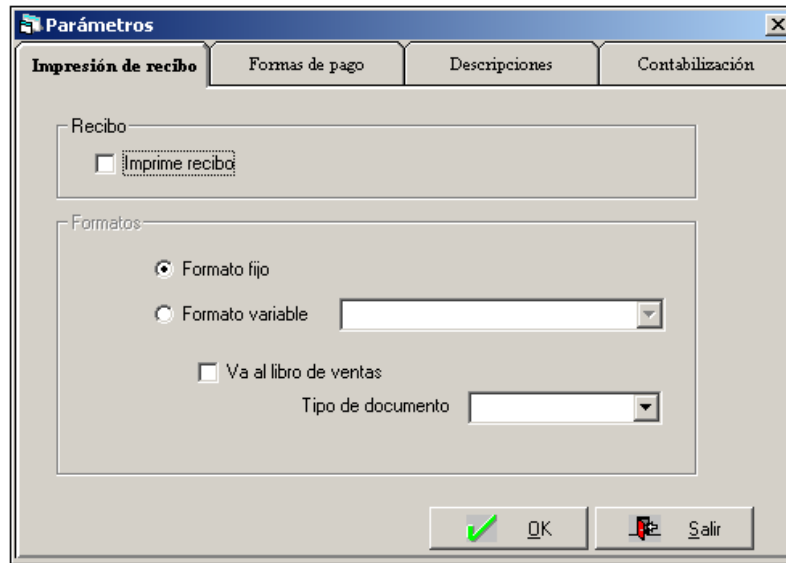 Parámetros
Impresión de recibo Formas de pago Descripciones Contabilización
Recibo
Imprime recibo
Formatos
Formato fijo
Formato variable
Va al libro de ventas
Tipo de documento
OK Salir